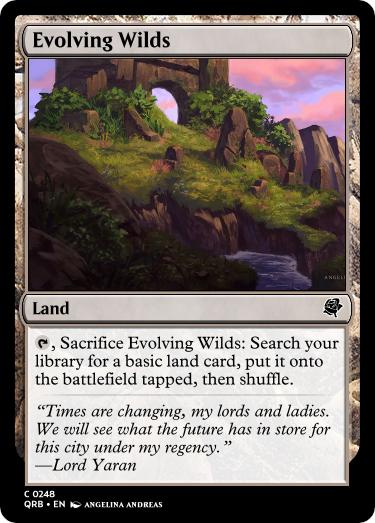 Evolving Wilds
ANGELI
Land
, Sacrifice Evolving Wilds: Search your
library for a basic land card, put it onto
the battlefield tapped, then shuffle.
“Times are changing, my lords and ladies.
We will see what the future has in store for
this city under my regency.”
—Lord Yaran
C 0248
QRB • EN ANGELINA ANDREAS